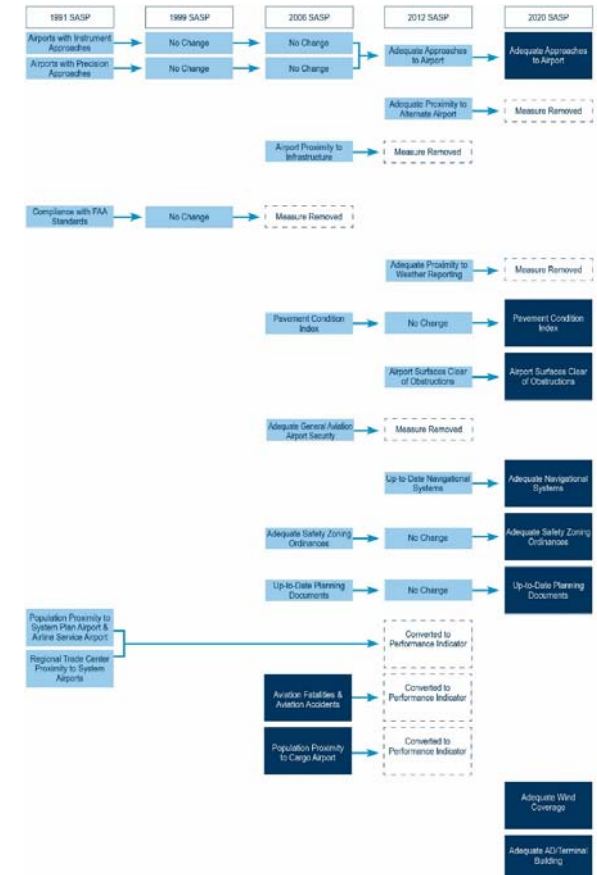 1991 SASP
1999 SASP
2006 SASP
2012 SASP
2020 SASP
Airports with Instrument
Approaches
No Change
No Change
Airports with Precision
Approaches
No Change
No Change
Adequate Approaches
to Airport
Adequate Approaches
to Airport
Adequate Proximity to
Alternate Airport
Measure Removed
Airport Proximity to
Infrastructure
Measure Removed
Compliance with FAA
Standards
No Change
Measure Removed
Adequate Proximity to
Weather Reporting
Measure Removed
Pavement Condition
Index
No Change
Pavement Condition
Index
Airport Surfaces Clear
of Obstructions
Airport Surfaces Clear
of Obstructions
Adequate General Aviation
Airport Security
Measure Removed
Up-to-Date Navigational
Systems
Adequate Navigational
Systems
Adequate Safety Zoning
Ordinances
No Change
Adequate Safety Zoning
Ordinances
Up-to-Date Planning
Documents
No Change
Up-to-Date Planning
Documents
Population Proximity to
System Plan Airport &
Airline Service Airport
Regional Trade Center
Proximity to System
Airports
Converted to
Performance Indicator
Aviation Fatalities &
Aviation Accidents
Converted to
Performance Indicator
Population Proximity
to Cargo Airport
Converted to
Performance Indicator
Adequate Wind
Coverage
Adequate AD/Terminal
Building